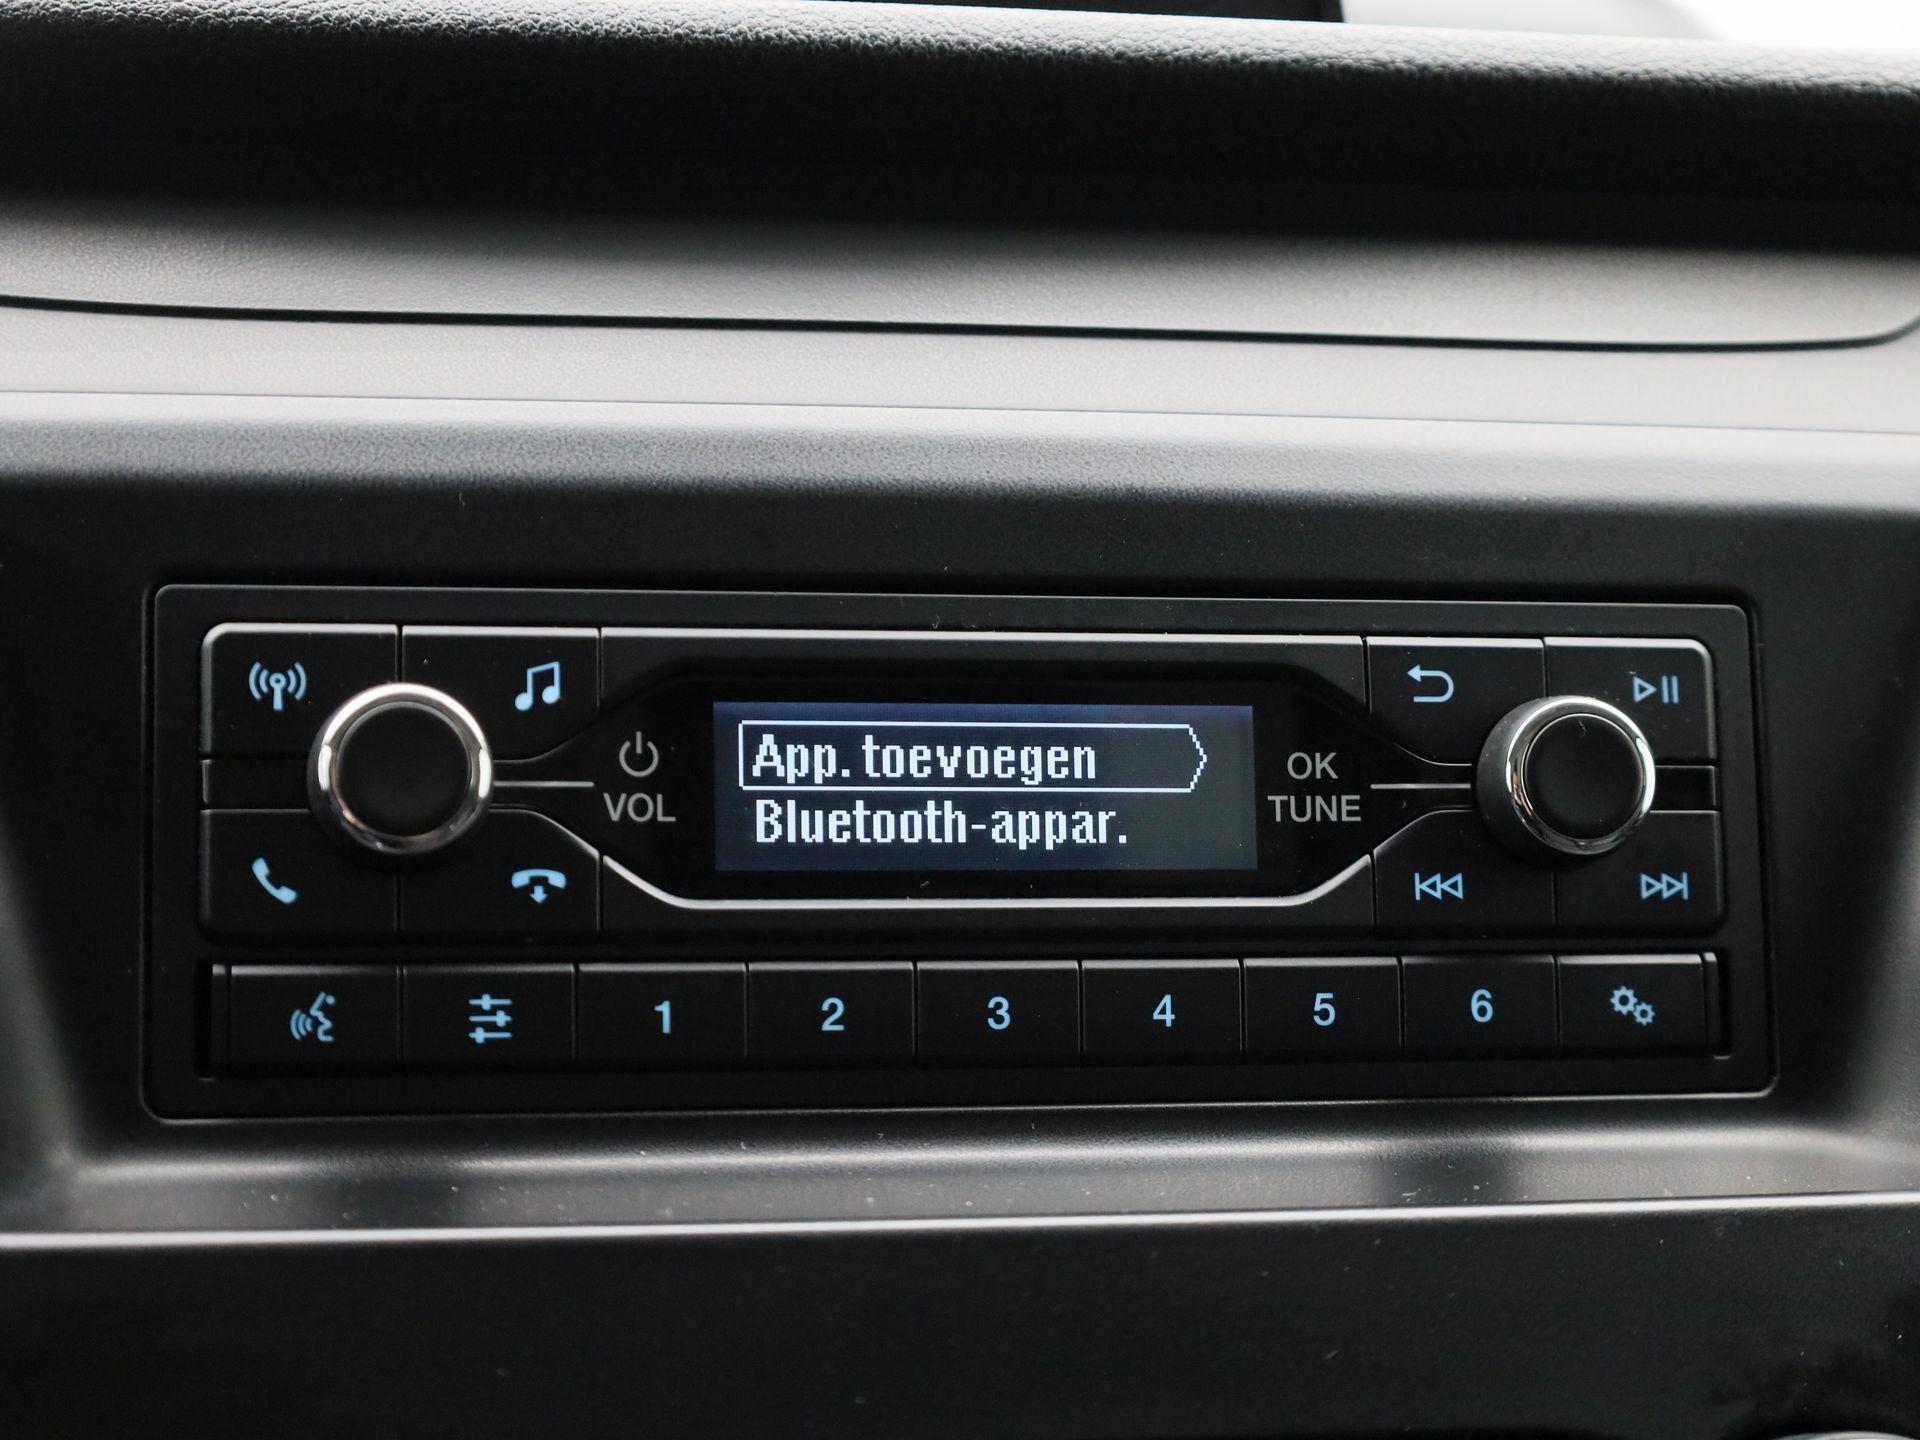 App. toevoegen
Bluetooth-appar.
VOL
OK
TUNE
1 2 3 4 5 6